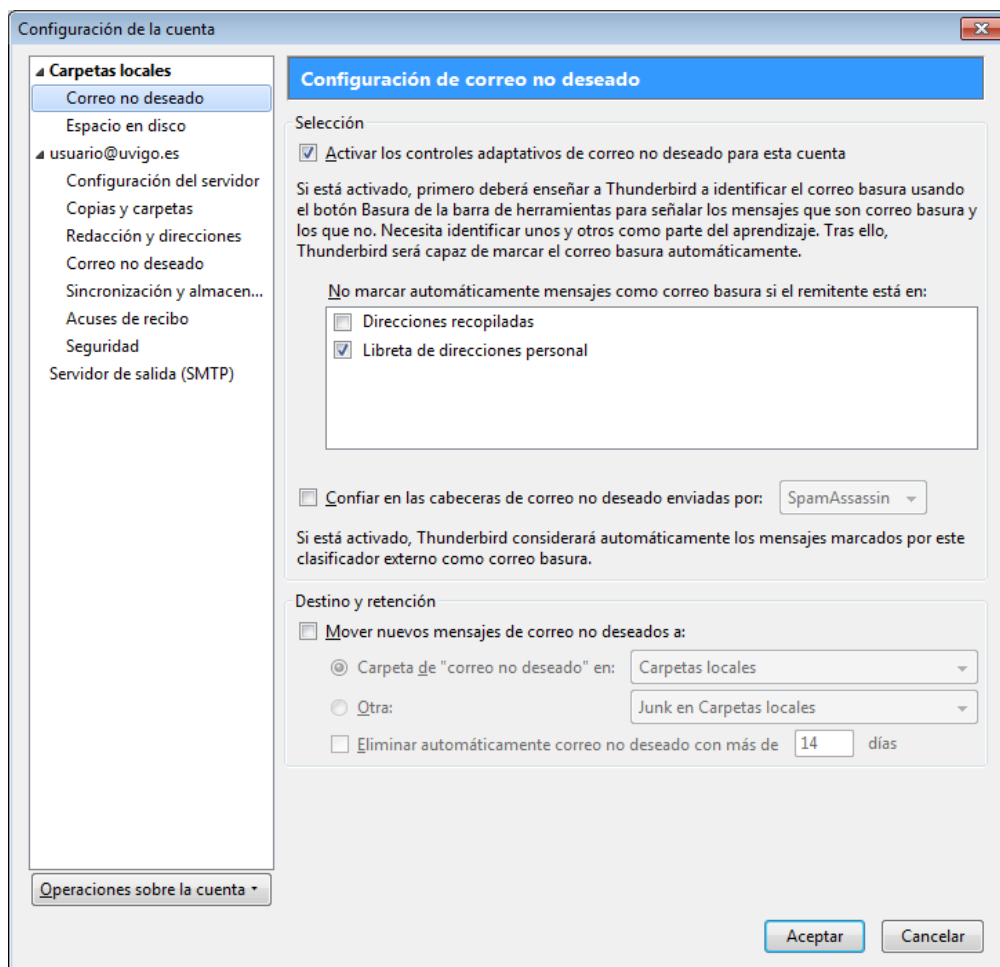 Configuración de la cuenta
Carpetas locales
Correo no deseado
Espacio en disco
usuario@uvigo.es
Configuración del servidor
Copias y carpetas
Redacción y direcciones
Correo no deseado
Sincronización y almacen...
Acuses de recibo
Seguridad
Servidor de salida (SMTP)
Operaciones sobre la cuenta
Configuración de correo no deseado
Selección
Activar los controles adaptativos de correo no deseado para esta cuenta
Si está activado, primero deberá enseñar a Thunderbird a identificar el correo basura usando
el botón Basura de la barra de herramientas para señalar los mensajes que son correo basura y
los que no. Necesita identificar unos y otros como parte del aprendizaje. Tras ello,
Thunderbird será capaz de marcar el correo basura automáticamente.
No marcar automáticamente mensajes como correo basura si el remitente está en:
Direcciones recopiladas
Libreta de direcciones personal
Confiar en las cabeceras de correo no deseado enviadas por: SpamAssassin
Si está activado, Thunderbird considerará automáticamente los mensajes marcados por este
clasificador externo como correo basura.
Destino y retención
Mover nuevos mensajes de correo no deseados a:
Carpeta de "correo no deseado" en: Carpetas locales
Otra: Junk en Carpetas locales
Eliminar automáticamente correo no deseado con más de 14 días
Aceptar Cancelar